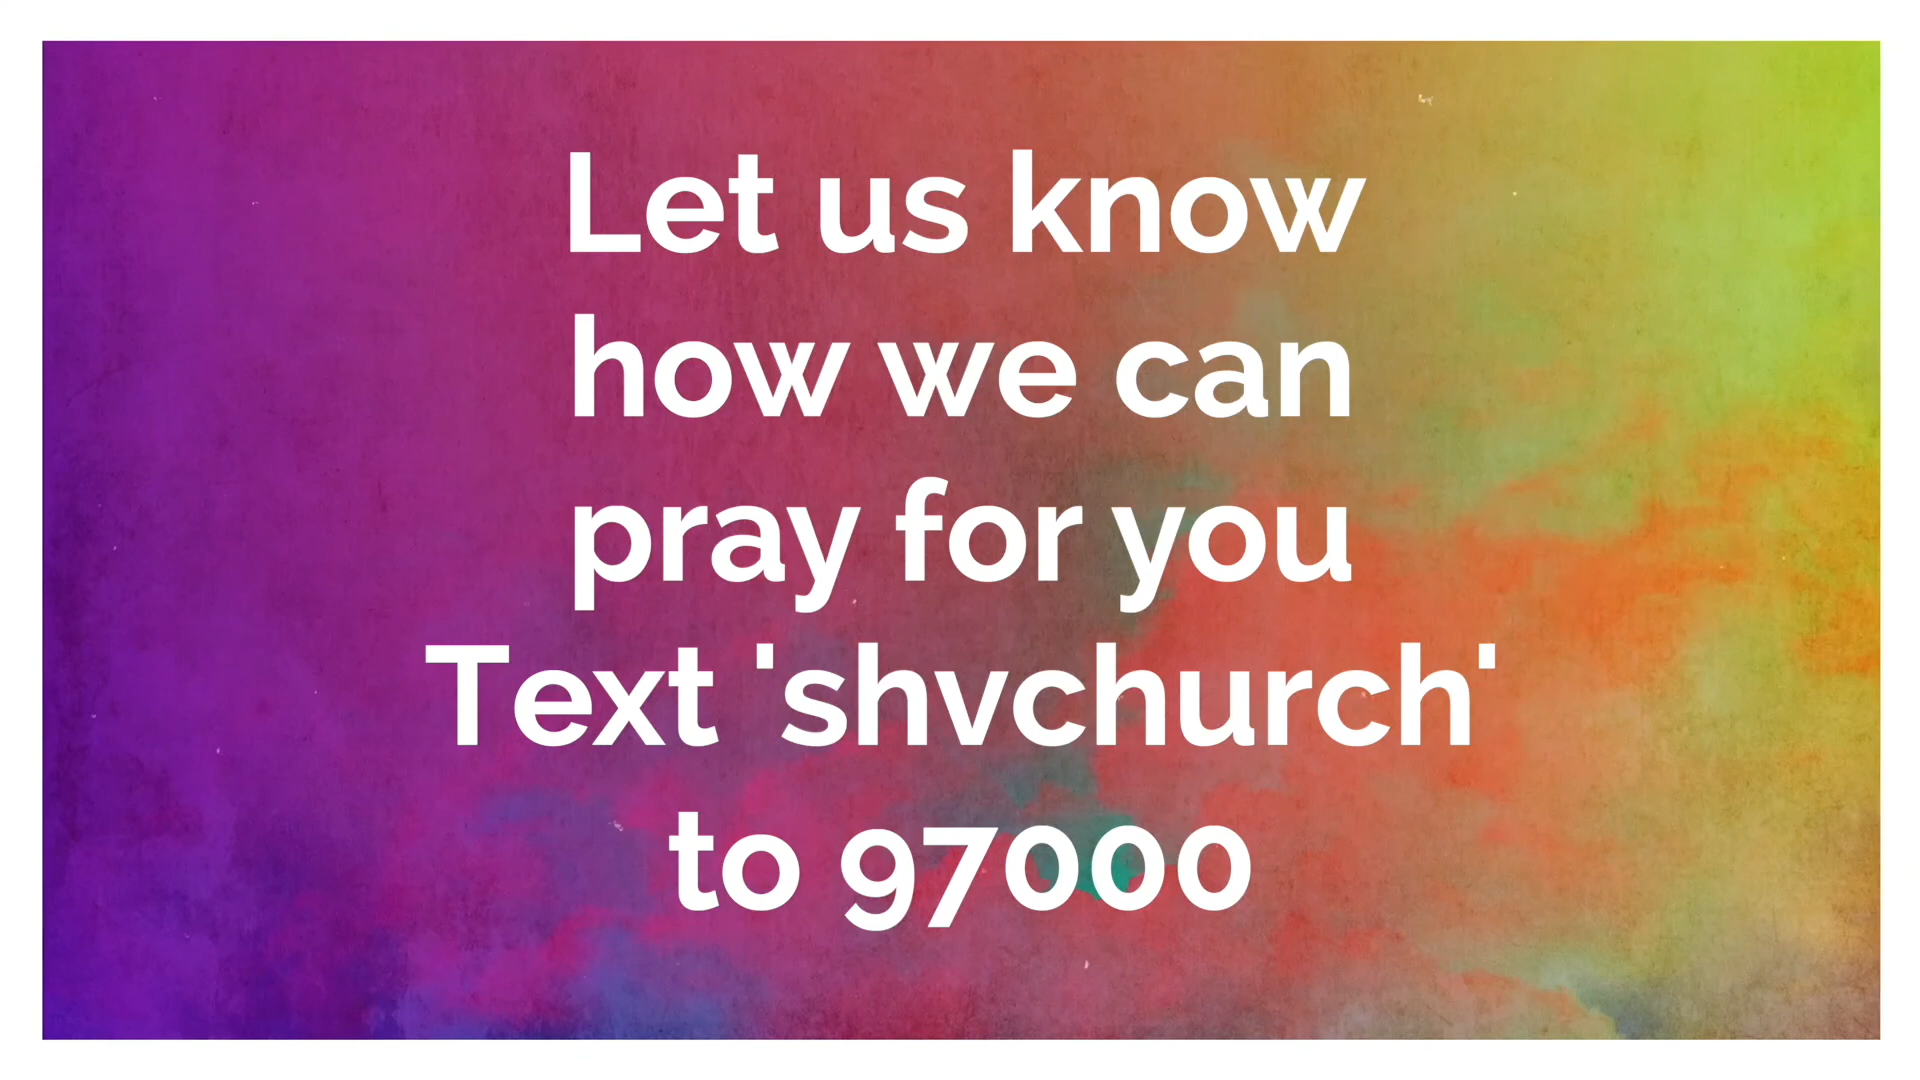 Let us know
how we can
pray for you
Text 'shvchurch'
to 97000